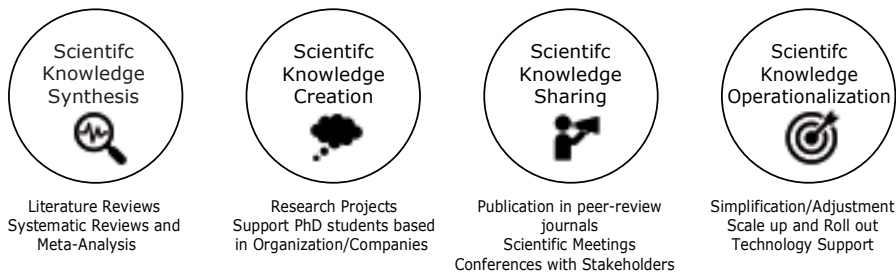 Scientifc
Knowledge
Synthesis
Literature Reviews
Systematic Reviews and
Meta-Analysis
Scientifc
Knowledge
Creation
Research Projects
Support PhD students based
in Organization/Companies
Scientifc
Knowledge
Sharing
Publication in peer-review
journals
Scientific Meetings
Conferences with Stakeholders
Scientifc
Knowledge
Operationalization
Simplification/Adjustment
Scale up and Roll out
Technology Support